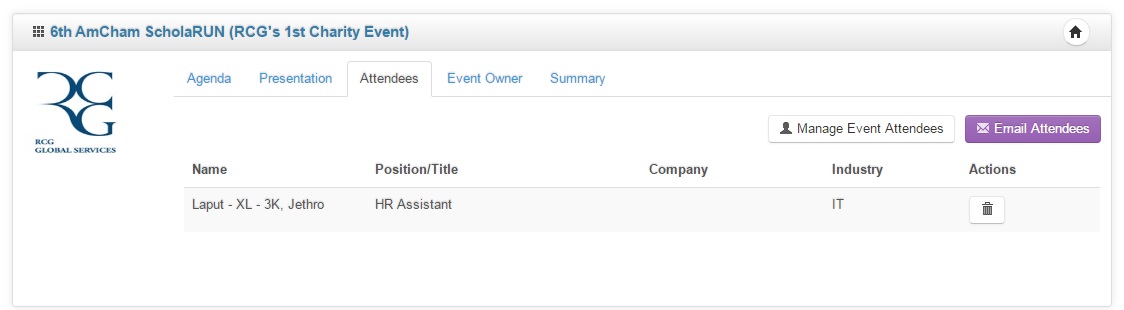 6th AmCham ScholaRUN (RCG's 1st Charity Event)
RCG
GLOBAL SERVICES
Agenda Presentation Attendees Event Owner Summary
Manage Event Attendees Email Attendees
Name Position/Title Company Industry Actions
Laput - XL - 3K, Jethro HR Assistant IT